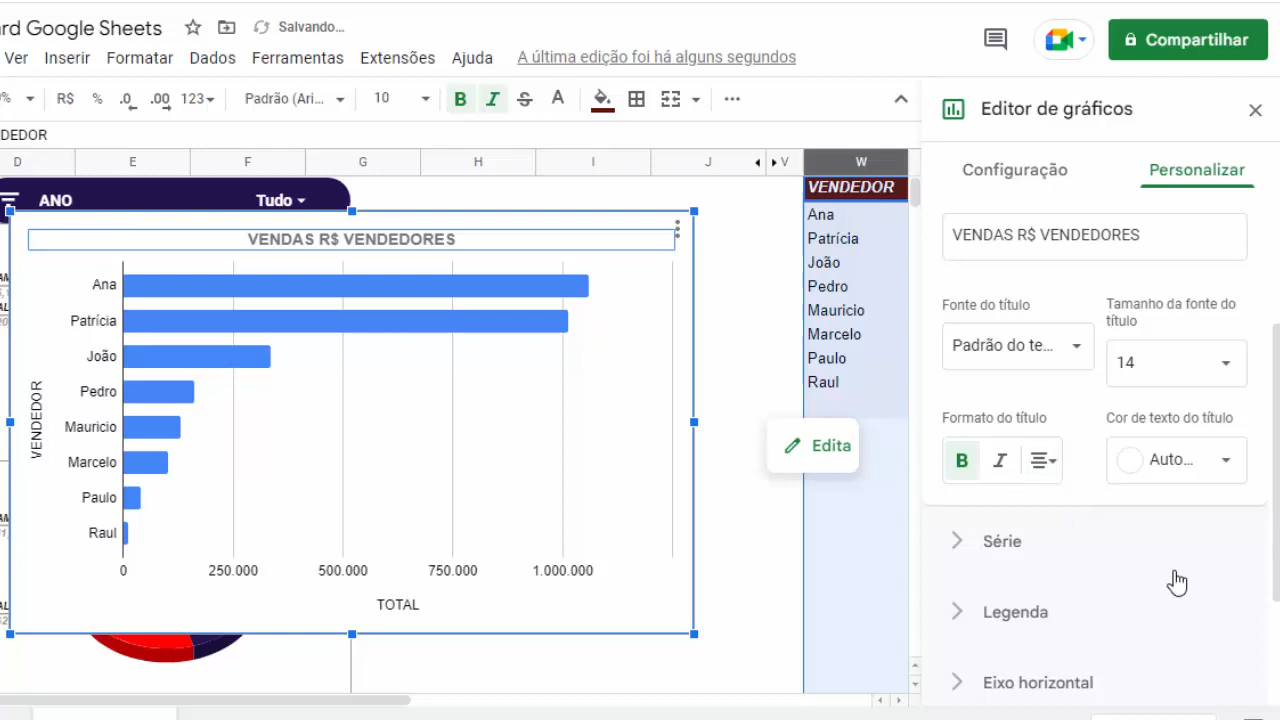 ard Google Sheets
Salvando...
Ver Inserir Formatar Dados Ferramentas Extensões Ajuda
A última edição foi há alguns segundos
Compartilhar
% R$ % .0 .00 123 Padrão (Ari... 10 B I S A
DEDOR
D E F G H I J V W
ANO Tudo
VENDEDOR
Ana
Patrícia
João
Pedro
Mauricio
Marcelo
Paulo
Raul
VENDAS R$ VENDEDORES
VENDEDOR
Ana
Patrícia
João
Pedro
Mauricio
Marcelo
Paulo
Raul
0 250.000 500.000 750.000 1.000.000
TOTAL
Edita
Editor de gráficos
Configuração Personalizar
VENDAS R$ VENDEDORES
Fonte do título
Tamanho da fonte do
título
Padrão do te...
14
Formato do título
Cor de texto do título
B I
Auto...
Série
Legenda
Eixo horizontal